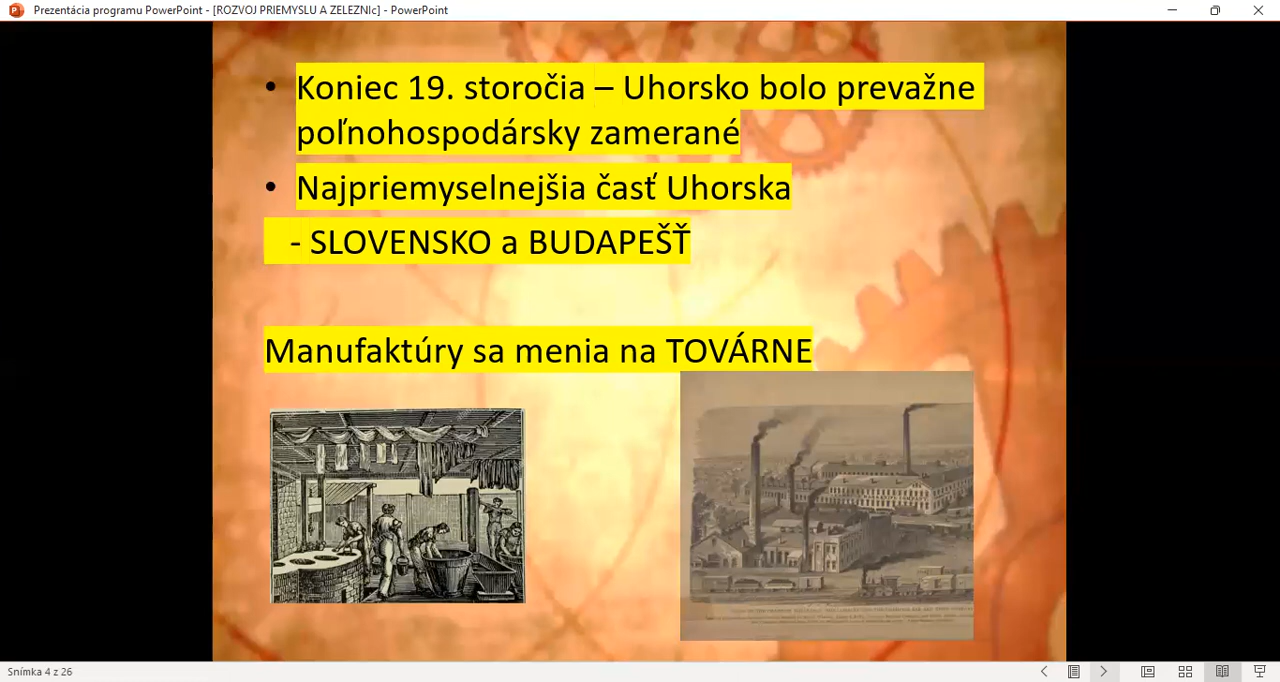 Prezentácia programu PowerPoint - [ROZVOJ PRIEMYSLU A ZELEZNIc] - PowerPoint
• Koniec 19. storočia – Uhorsko bolo prevažne
poľnohospodársky zamerané
• Najpriemyselnejšia časť Uhorska
- SLOVENSKO a BUDAPEŠŤ
Manufaktúry sa menia na TOVÁRNE
Snímka 4 z 26